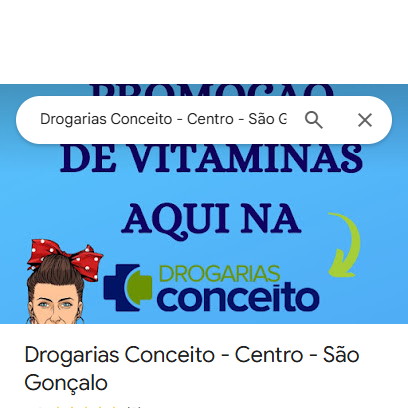 PROMOÇÃO
Drogarias Conceito - Centro - São G
DE VITAMINAS
AQUI NA
DROGARIAS
conceito
Drogarias Conceito - Centro - São
Gonçalo